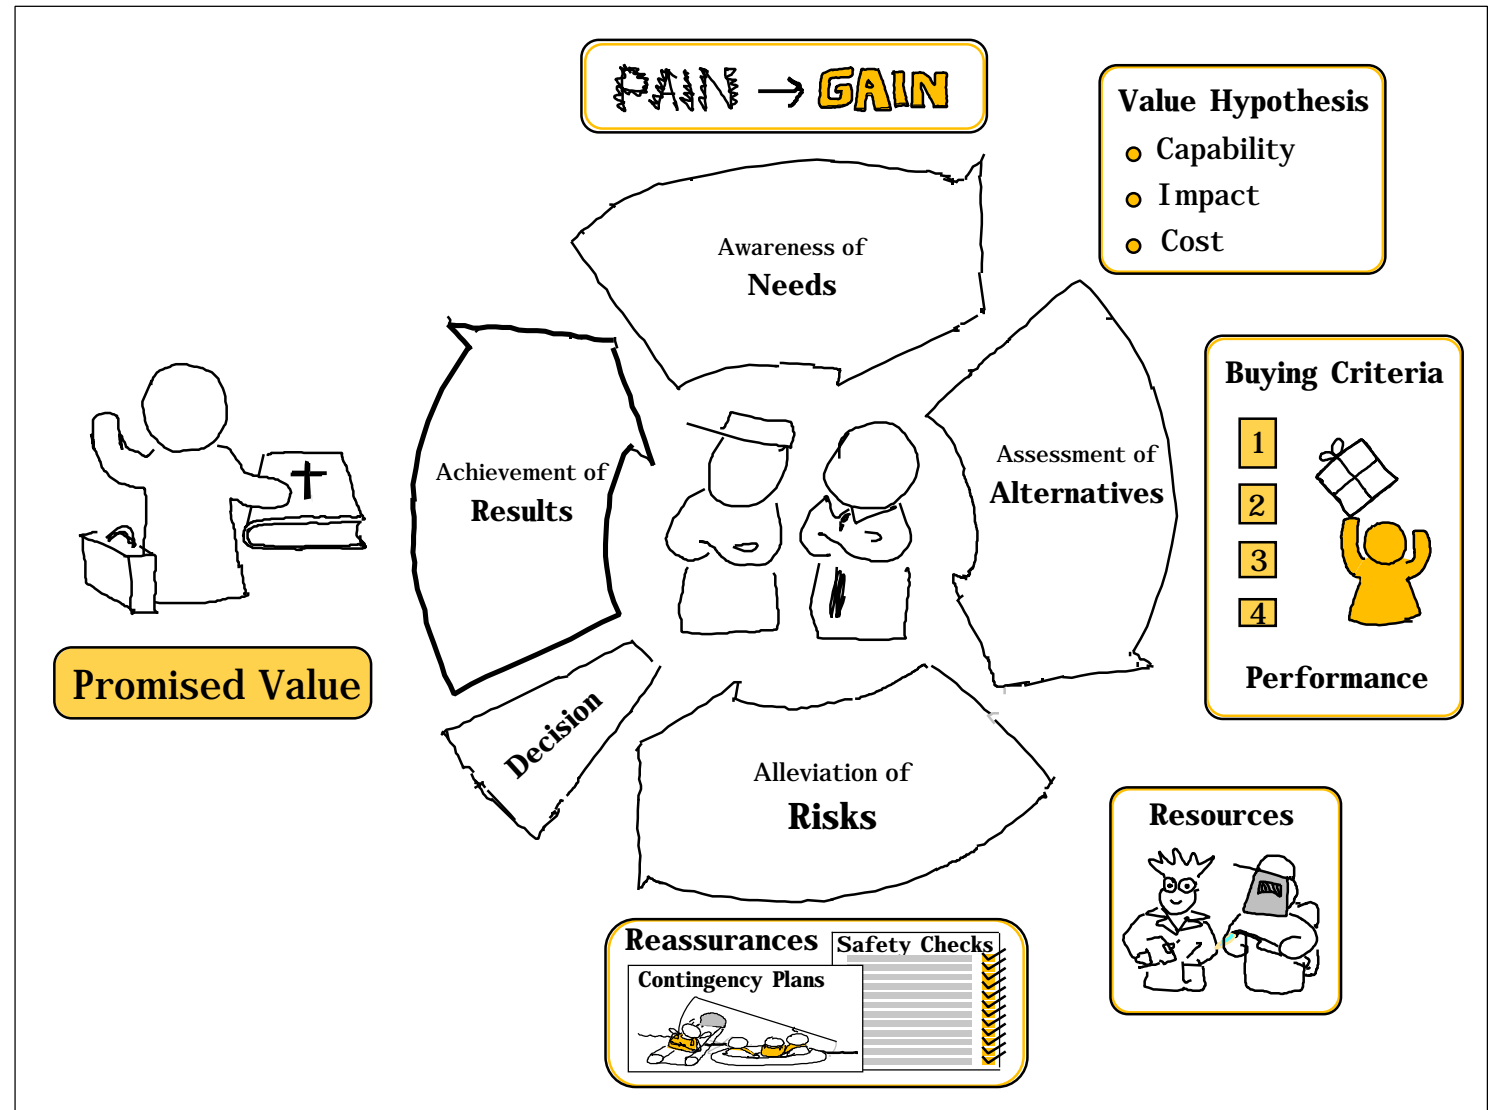 PAIN → GAIN
Value Hypothesis
Capability
Impact
Cost
Awareness of
Needs
Buying Criteria
1
2
3
4
Performance
Assessment of
Alternatives
Achievement of
Results
Promised Value
Decision
Alleviation of
Risks
Resources
Reassurances
Safety Checks
Contingency Plans